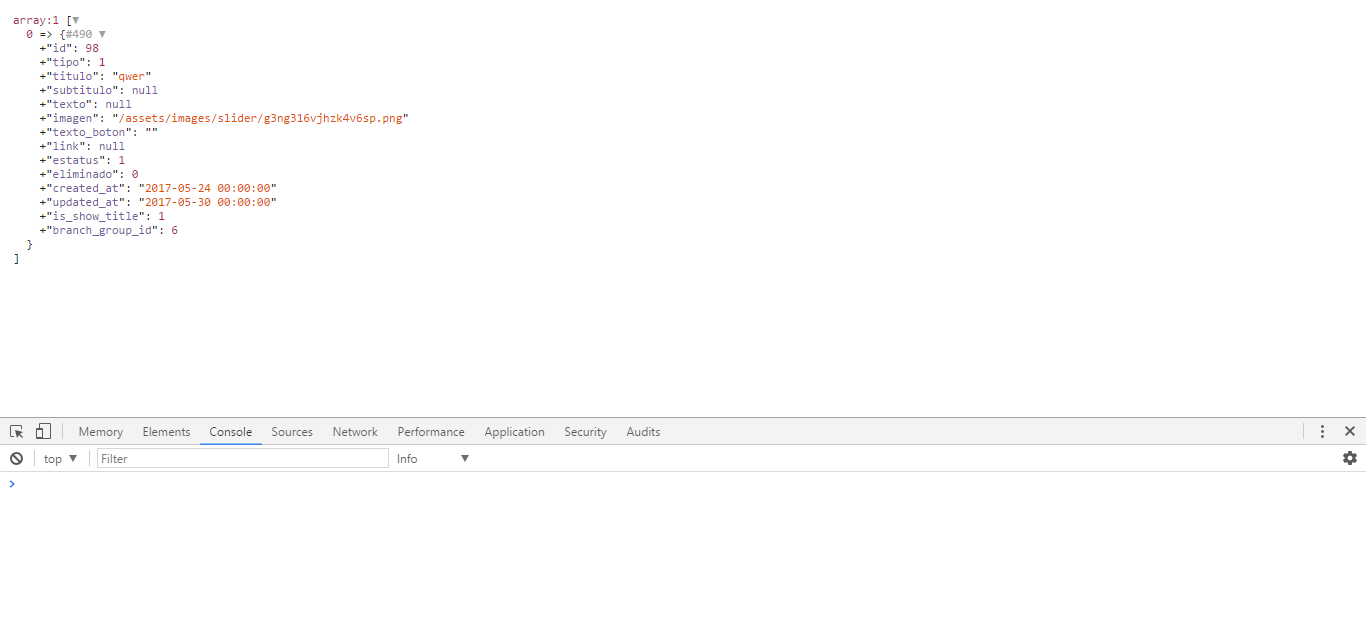 array:1 [▼
  0 => {#490 ▼
    +"id": 98
    +"tipo": 1
    +"titulo": "qwer"
    +"subtitulo": null
    +"texto": null
    +"imagen": "/assets/images/slider/g3ng316vjhzk4v6sp.png"
    +"texto_boton": ""
    +"link": null
    +"estatus": 1
    +"eliminado": 0
    +"created_at": "2017-05-24 00:00:00"
    +"updated_at": "2017-05-30 00:00:00"
    +"is_show_title": 1
    +"branch_group_id": 6
  }
]
Memory Elements Console Sources Network Performance Application Security Audits
top ▼ Filter Info ▼